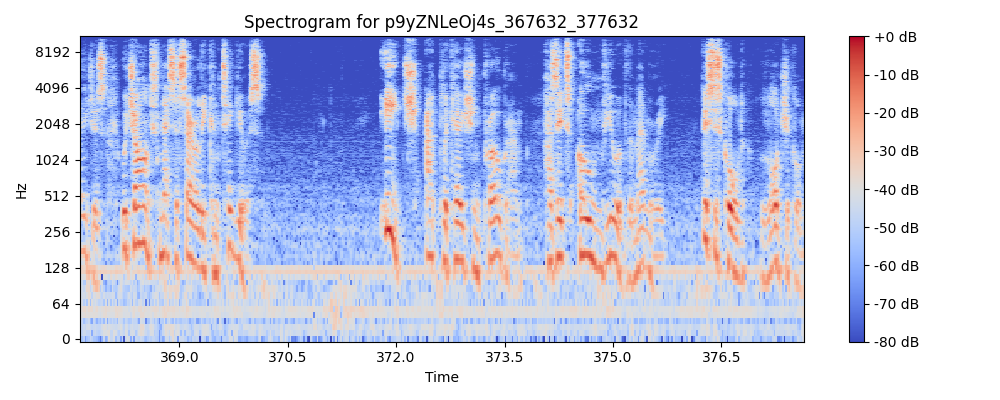 Spectrogram for p9yZNLeOj4s_367632_377632
8192
4096
2048
1024
512
256
128
64
0
Hz
369.0
370.5
372.0
373.5
375.0
376.5
Time
+0 dB
-10 dB
-20 dB
-30 dB
-40 dB
-50 dB
-60 dB
-70 dB
-80 dB